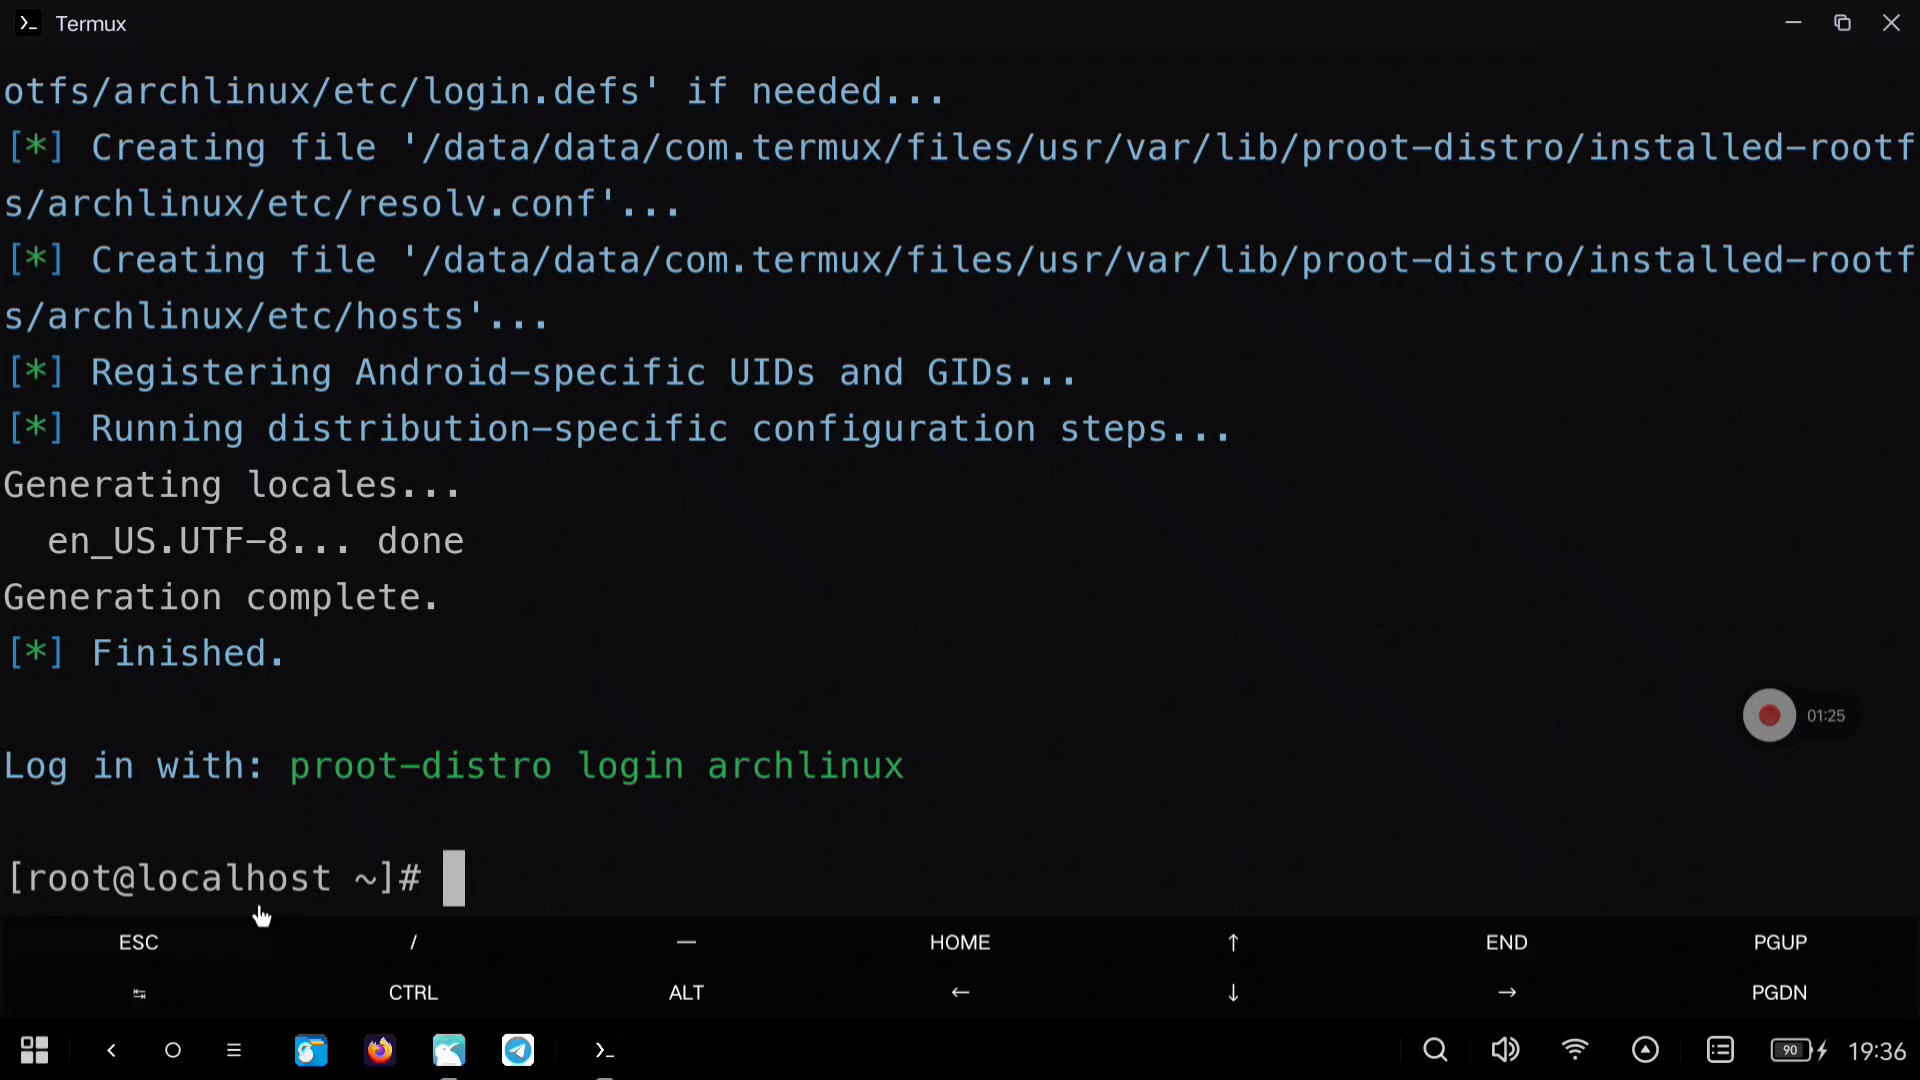 Termux
otfs/archlinux/etc/login.defs' if needed...
[*] Creating file '/data/data/com.termux/files/usr/var/lib/proot-distro/installed-rootf
s/archlinux/etc/resolv.conf'...
[*] Creating file '/data/data/com.termux/files/usr/var/lib/proot-distro/installed-rootf
s/archlinux/etc/hosts'...
[*] Registering Android-specific UIDs and GIDs...
[*] Running distribution-specific configuration steps...
Generating locales...
  en_US.UTF-8... done
Generation complete.
[*] Finished.
01:25
Log in with: proot-distro login archlinux
[root@localhost ~]#
ESC / — HOME ↑ END PGUP
↹ CTRL ALT ← ↓ → PGDN
90 19:36